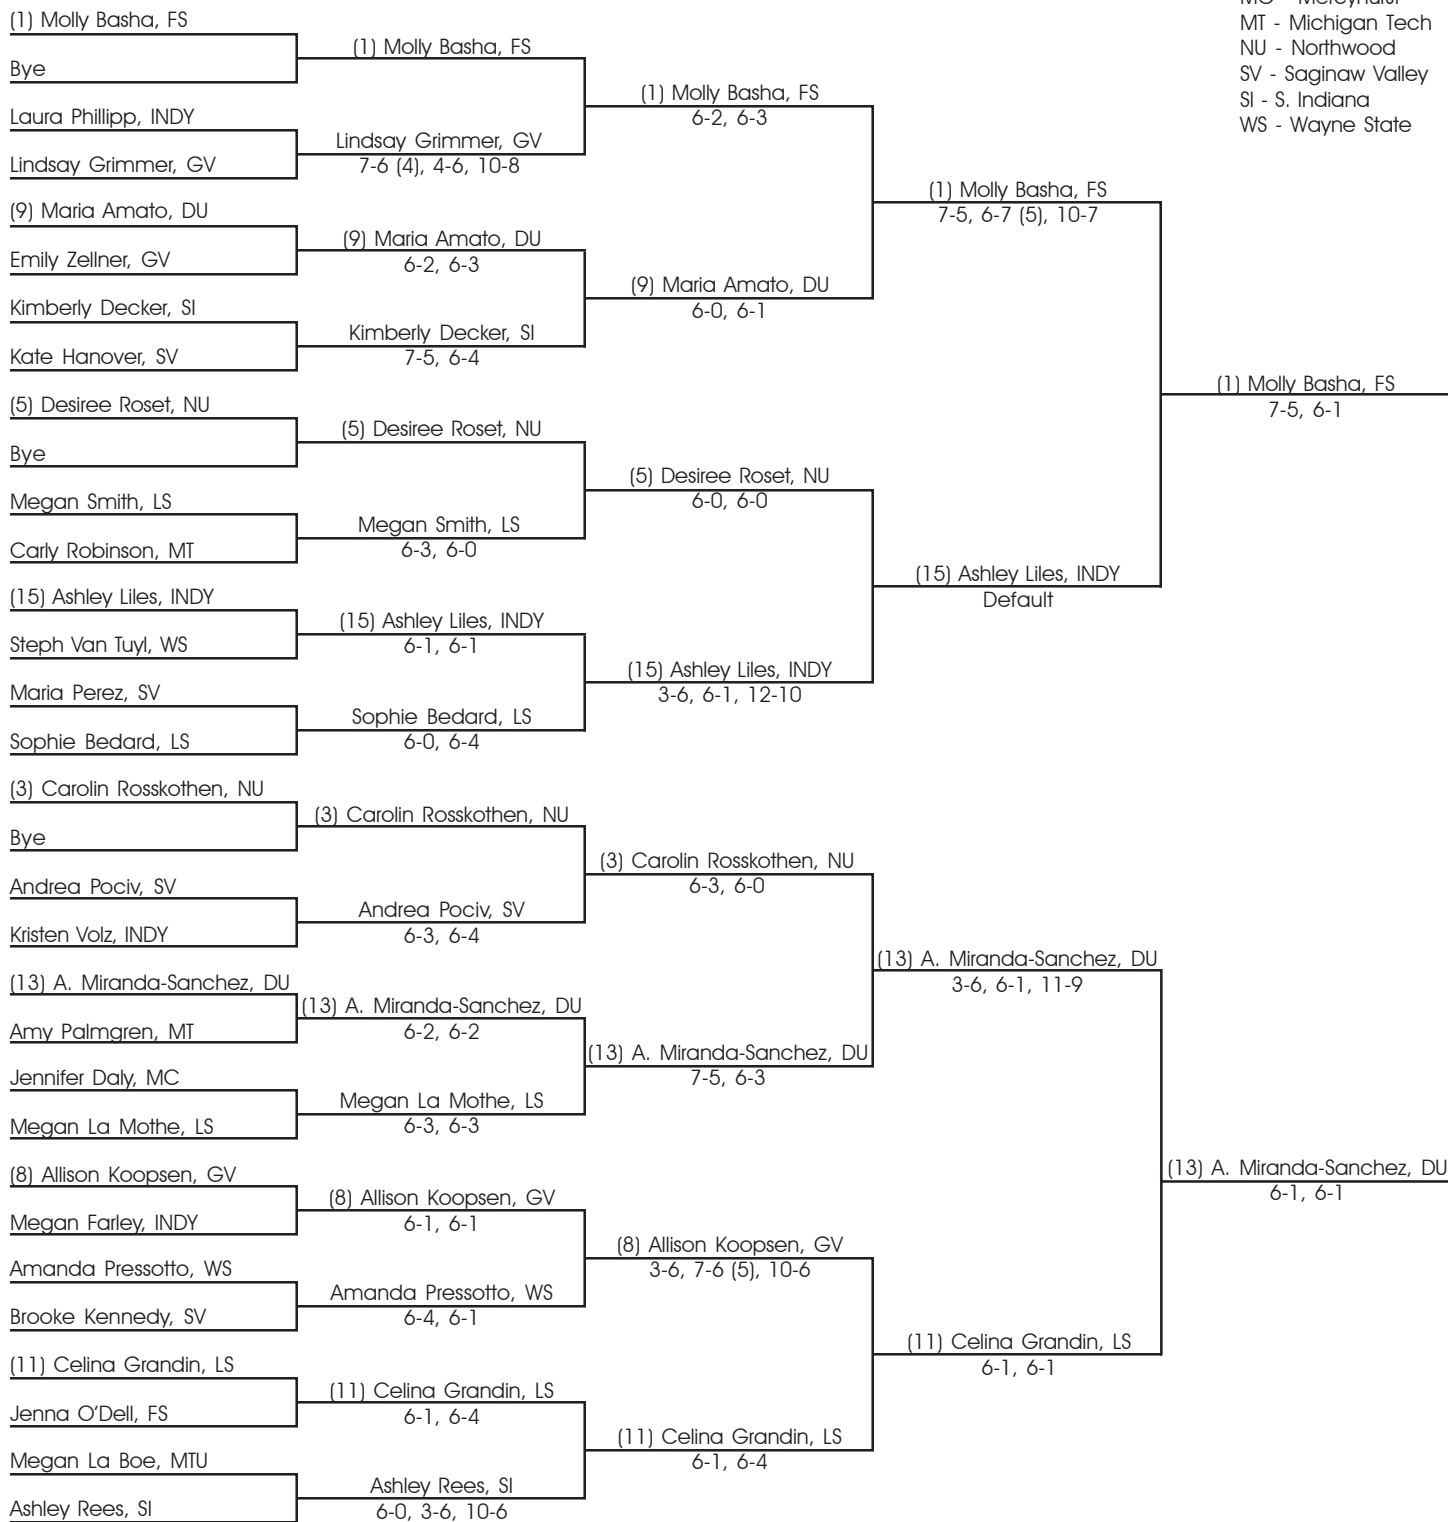 (1) Molly Basha, FS
Bye
Laura Phillipp, INDY
Lindsay Grimmer, GV
(9) Maria Amato, DU
Emily Zellner, GV
Kimberly Decker, SI
Kate Hanover, SV
(5) Desiree Roset, NU
Bye
Megan Smith, LS
Carly Robinson, MT
(15) Ashley Liles, INDY
Steph Van Tuyl, WS
Maria Perez, SV
Sophie Bedard, LS
(3) Carolin Rosskothen, NU
Bye
Andrea Pociv, SV
Kristen Volz, INDY
(13) A. Miranda-Sanchez, DU
Amy Palmgren, MT
Jennifer Daly, MC
Megan La Mothe, LS
(8) Allison Koopsen, GV
Megan Farley, INDY
Amanda Pressotto, WS
Brooke Kennedy, SV
(11) Celina Grandin, LS
Jenna O'Dell, FS
Megan La Boe, MTU
Ashley Rees, SI
(1) Molly Basha, FS
Lindsay Grimmer, GV
7-6 (4), 4-6, 10-8
(9) Maria Amato, DU
6-2, 6-3
Kimberly Decker, SI
7-5, 6-4
(5) Desiree Roset, NU
Megan Smith, LS
6-3, 6-0
(15) Ashley Liles, INDY
6-1, 6-1
Sophie Bedard, LS
6-0, 6-4
(3) Carolin Rosskothen, NU
Andrea Pociv, SV
6-3, 6-4
(13) A. Miranda-Sanchez, DU
6-2, 6-2
Megan La Mothe, LS
6-3, 6-3
(8) Allison Koopsen, GV
6-1, 6-1
Amanda Pressotto, WS
6-4, 6-1
(11) Celina Grandin, LS
6-1, 6-4
Ashley Rees, SI
6-0, 3-6, 10-6
(1) Molly Basha, FS
6-2, 6-3
(9) Maria Amato, DU
6-0, 6-1
(5) Desiree Roset, NU
6-0, 6-0
(15) Ashley Liles, INDY
3-6, 6-1, 12-10
(3) Carolin Rosskothen, NU
6-3, 6-0
(13) A. Miranda-Sanchez, DU
7-5, 6-3
(8) Allison Koopsen, GV
3-6, 7-6 (5), 10-6
(11) Celina Grandin, LS
6-1, 6-4
(1) Molly Basha, FS
7-5, 6-7 (5), 10-7
(15) Ashley Liles, INDY
Default
(13) A. Miranda-Sanchez, DU
3-6, 6-1, 11-9
(11) Celina Grandin, LS
6-1, 6-1
(1) Molly Basha, FS
7-5, 6-1
(13) A. Miranda-Sanchez, DU
6-1, 6-1
Mercyhurst
MT - Michigan Tech
NU - Northwood
SV - Saginaw Valley
SI - S. Indiana
WS - Wayne State